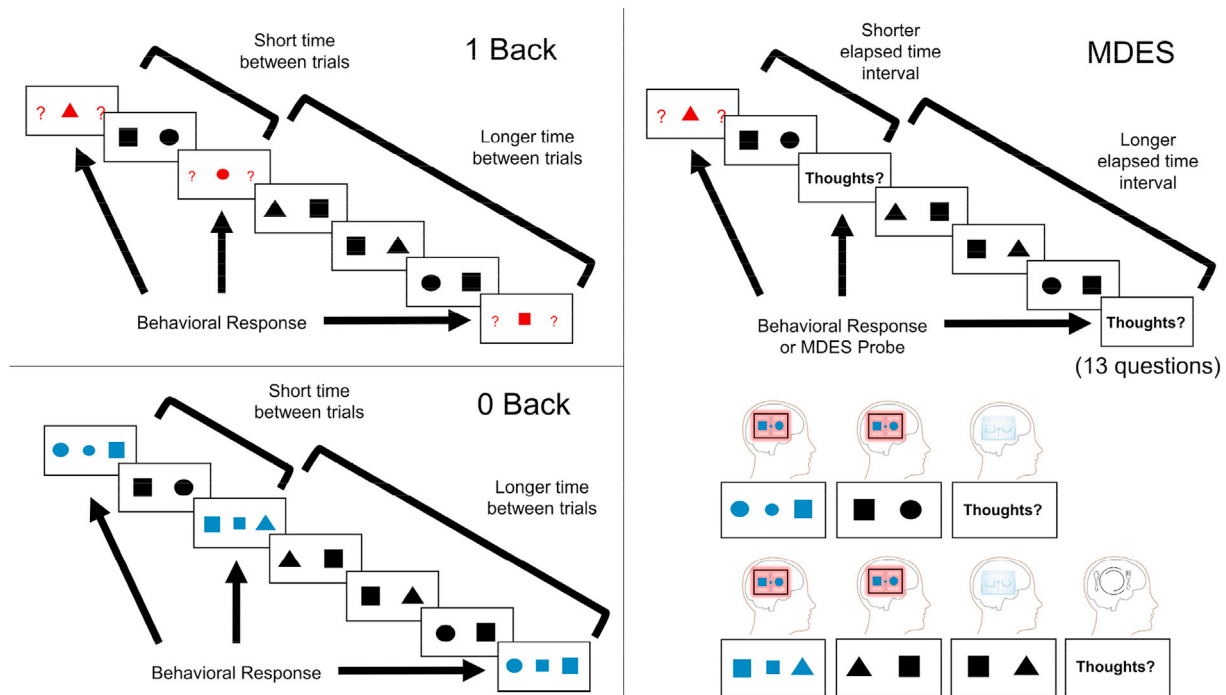 1 Back
Short time
between trials
Longer time
between trials
? ?
? ?
? ?
Behavioral Response
0 Back
Short time
between trials
Longer time
between trials
Behavioral Response
MDES
Shorter
elapsed time
interval
Longer
elapsed time
interval
? ?
Thoughts?
Thoughts?
Behavioral Response
or MDES Probe
(13 questions)
Thoughts?
Thoughts?